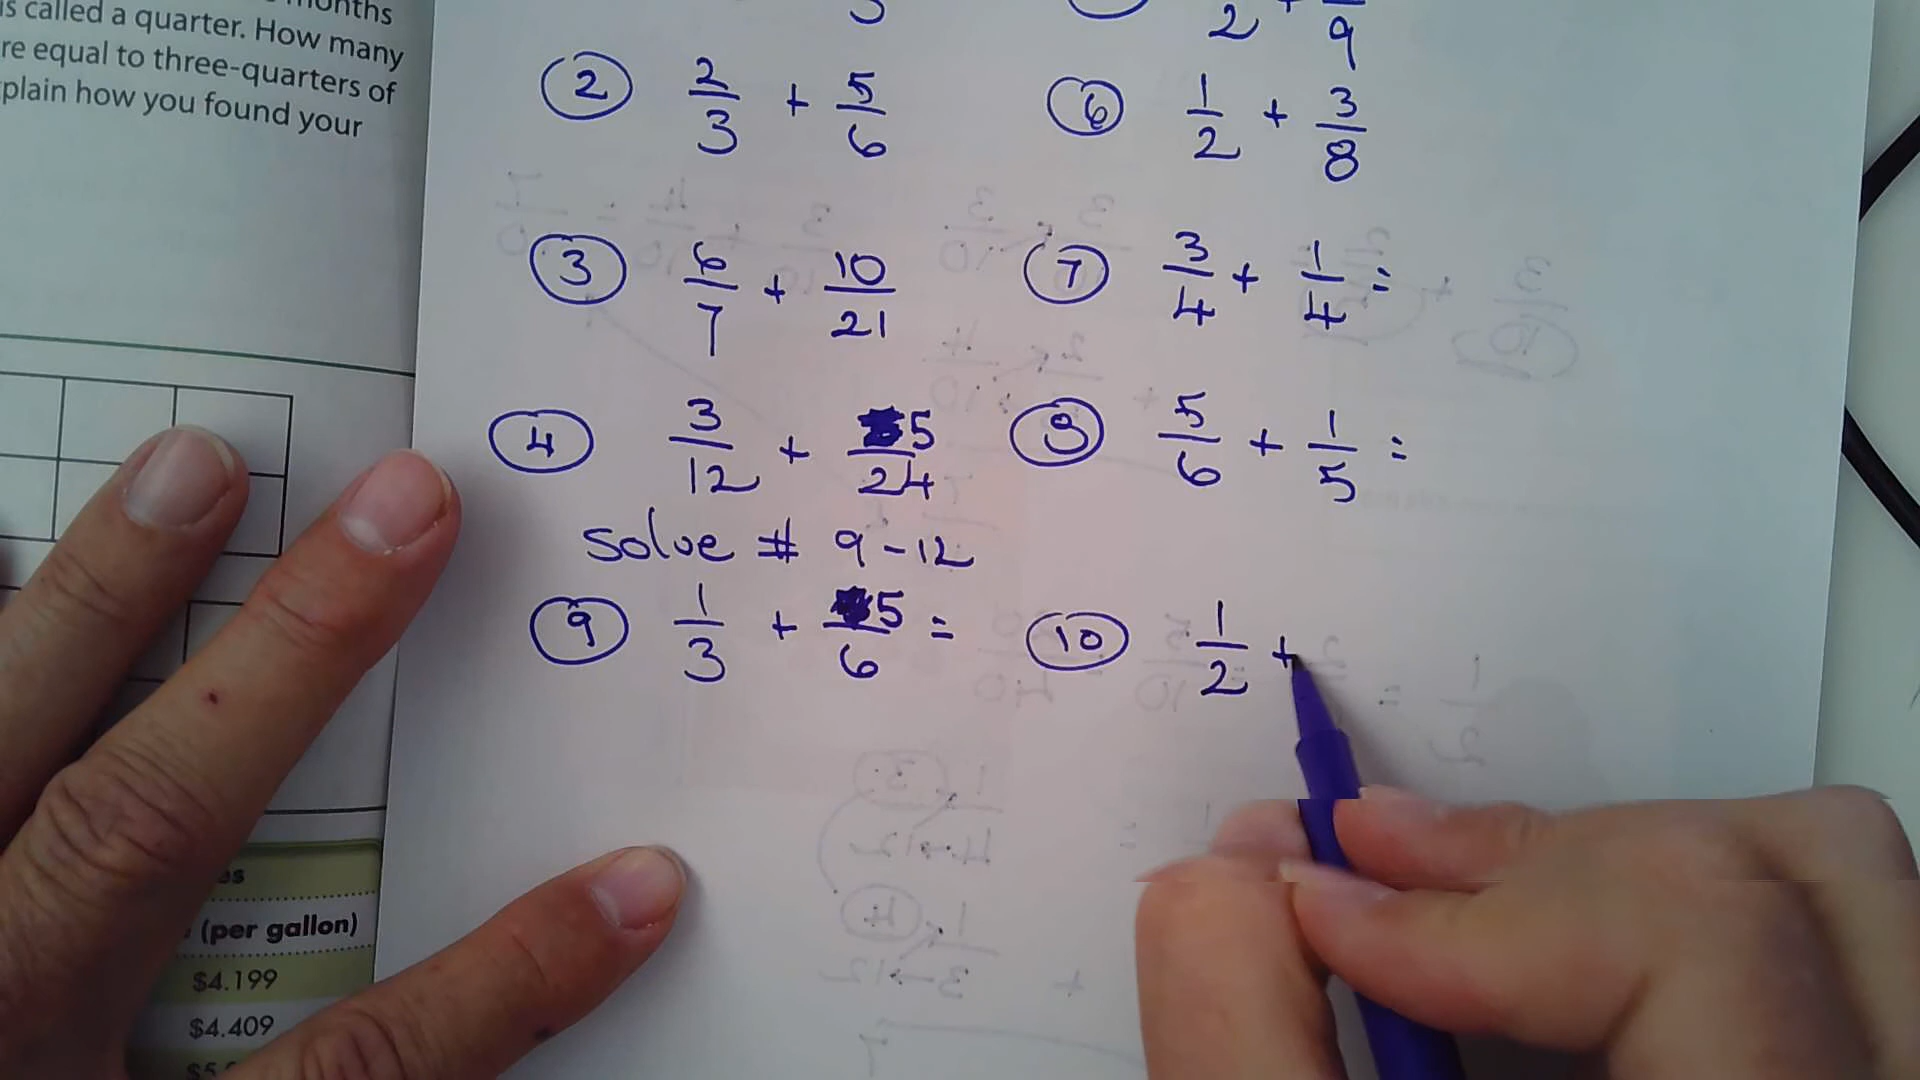 months
is called a quarter. How many
re equal to three-quarters of
plain how you found your
2 + 9
② 2/3 + 5/6
⑥ 1/2 + 3/8
③ 6/7 + 10/21
⑦ 3/4 + 1/4 =
④ 3/12 + 5/24
⑧ 5/6 + 1/5 =
solve # 9-12
⑨ 1/3 + 5/6 =
⑩ 1/2 +
(per gallon)
$4.199
$4.409